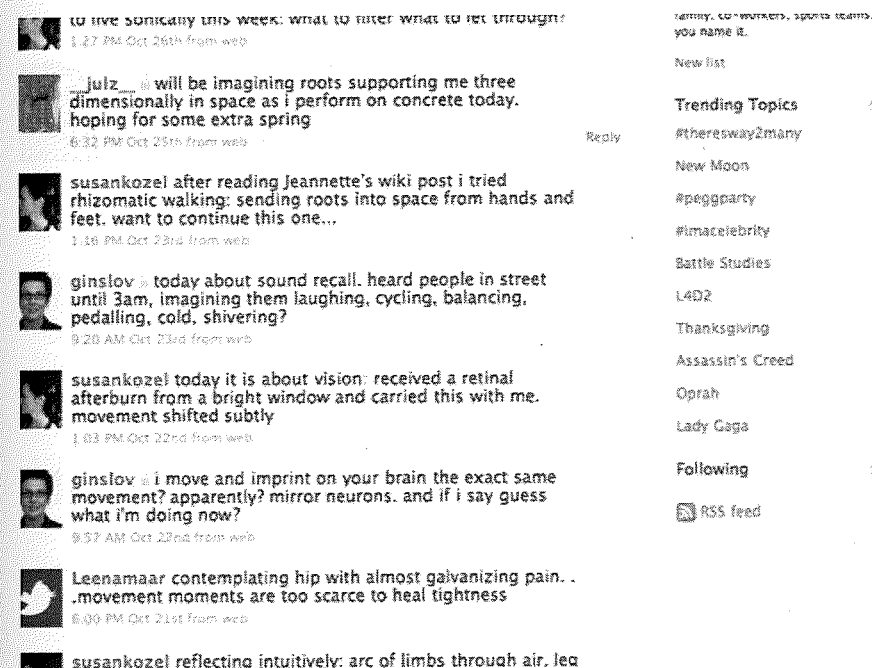 to live sonically this week: what to filter what to let through?
1:27 PM Oct 26th from web
__julz__ will be imagining roots supporting me three
dimensionally in space as i perform on concrete today.
hoping for some extra spring
6:32 PM Oct 25th from web
Reply
susankozel after reading Jeannette's wiki post i tried
rhizomatic walking: sending roots into space from hands and
feet. want to continue this one...
1:16 PM Oct 23rd from web
ginslov today about sound recall. heard people in street
until 3am, imagining them laughing, cycling, balancing,
pedalling, cold, shivering?
9:20 AM Oct 23rd from web
susankozel today it is about vision: received a retinal
afterburn from a bright window and carried this with me.
movement shifted subtly
1:03 PM Oct 22nd from web
ginslov i move and imprint on your brain the exact same
movement? apparently? mirror neurons. and if i say guess
what i'm doing now?
9:57 AM Oct 22nd from web
Leenamaar contemplating hip with almost galvanizing pain. .
.movement moments are too scarce to heal tightness
6:00 PM Oct 21st from web
susankozel reflecting intuitively: arc of limbs through air, leg
family, co-workers, sports teams,
you name it.
New list
Trending Topics
#theresway2many
New Moon
#peggparty
#imacelebrity
Battle Studies
L4D2
Thanksgiving
Assassin's Creed
Oprah
Lady Gaga
Following
RSS feed